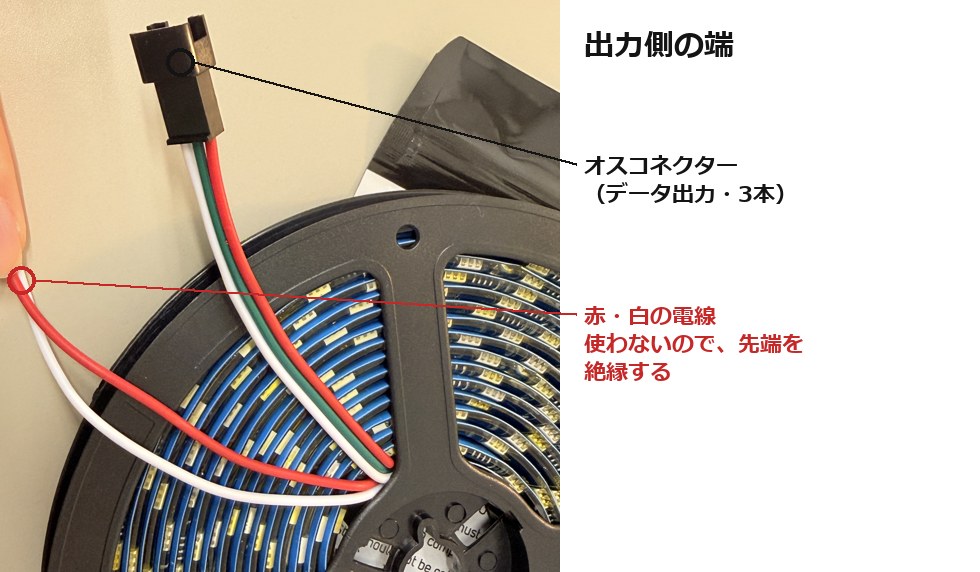 出力側の端
オスコネクター
（データ出力・3本）
赤・白の電線
使わないので、先端を
絶縁する